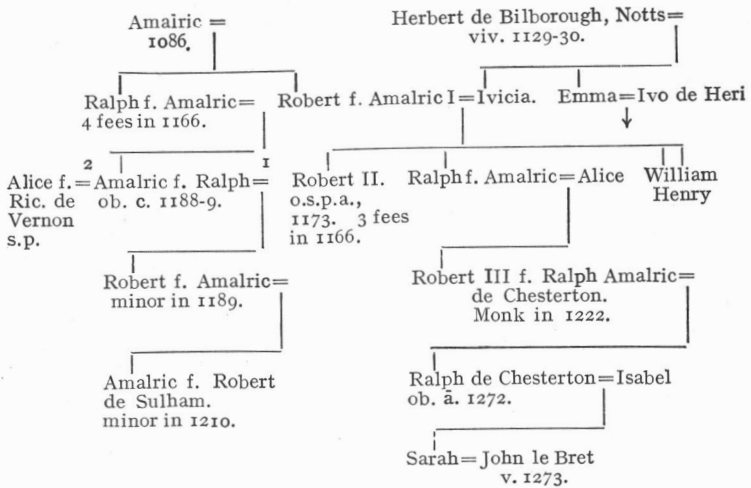 Amalric =
1086.
Herbert de Bilborough, Notts=
viv. 1129-30.
Ralph f. Amalric=
4 fees in 1166.
Robert f. Amalric I=Ivicia.
Emma=Ivo de Heri
2
1
Alice f.=
Ric. de
Vernon
s.p.
Amalric f. Ralph=
ob. c. 1188-9.
Robert II.
o.s.p.a.,
1173. 3 fees
in 1166.
Ralph f. Amalric=Alice
William
Henry
Robert f. Amalric=
minor in 1189.
Robert III f. Ralph Amalric=
de Chesterton.
Monk in 1222.
Amalric f. Robert
de Sulham.
minor in 1210.
Ralph de Chesterton=Isabel
ob. ā. 1272.
Sarah=John le Bret
v. 1273.